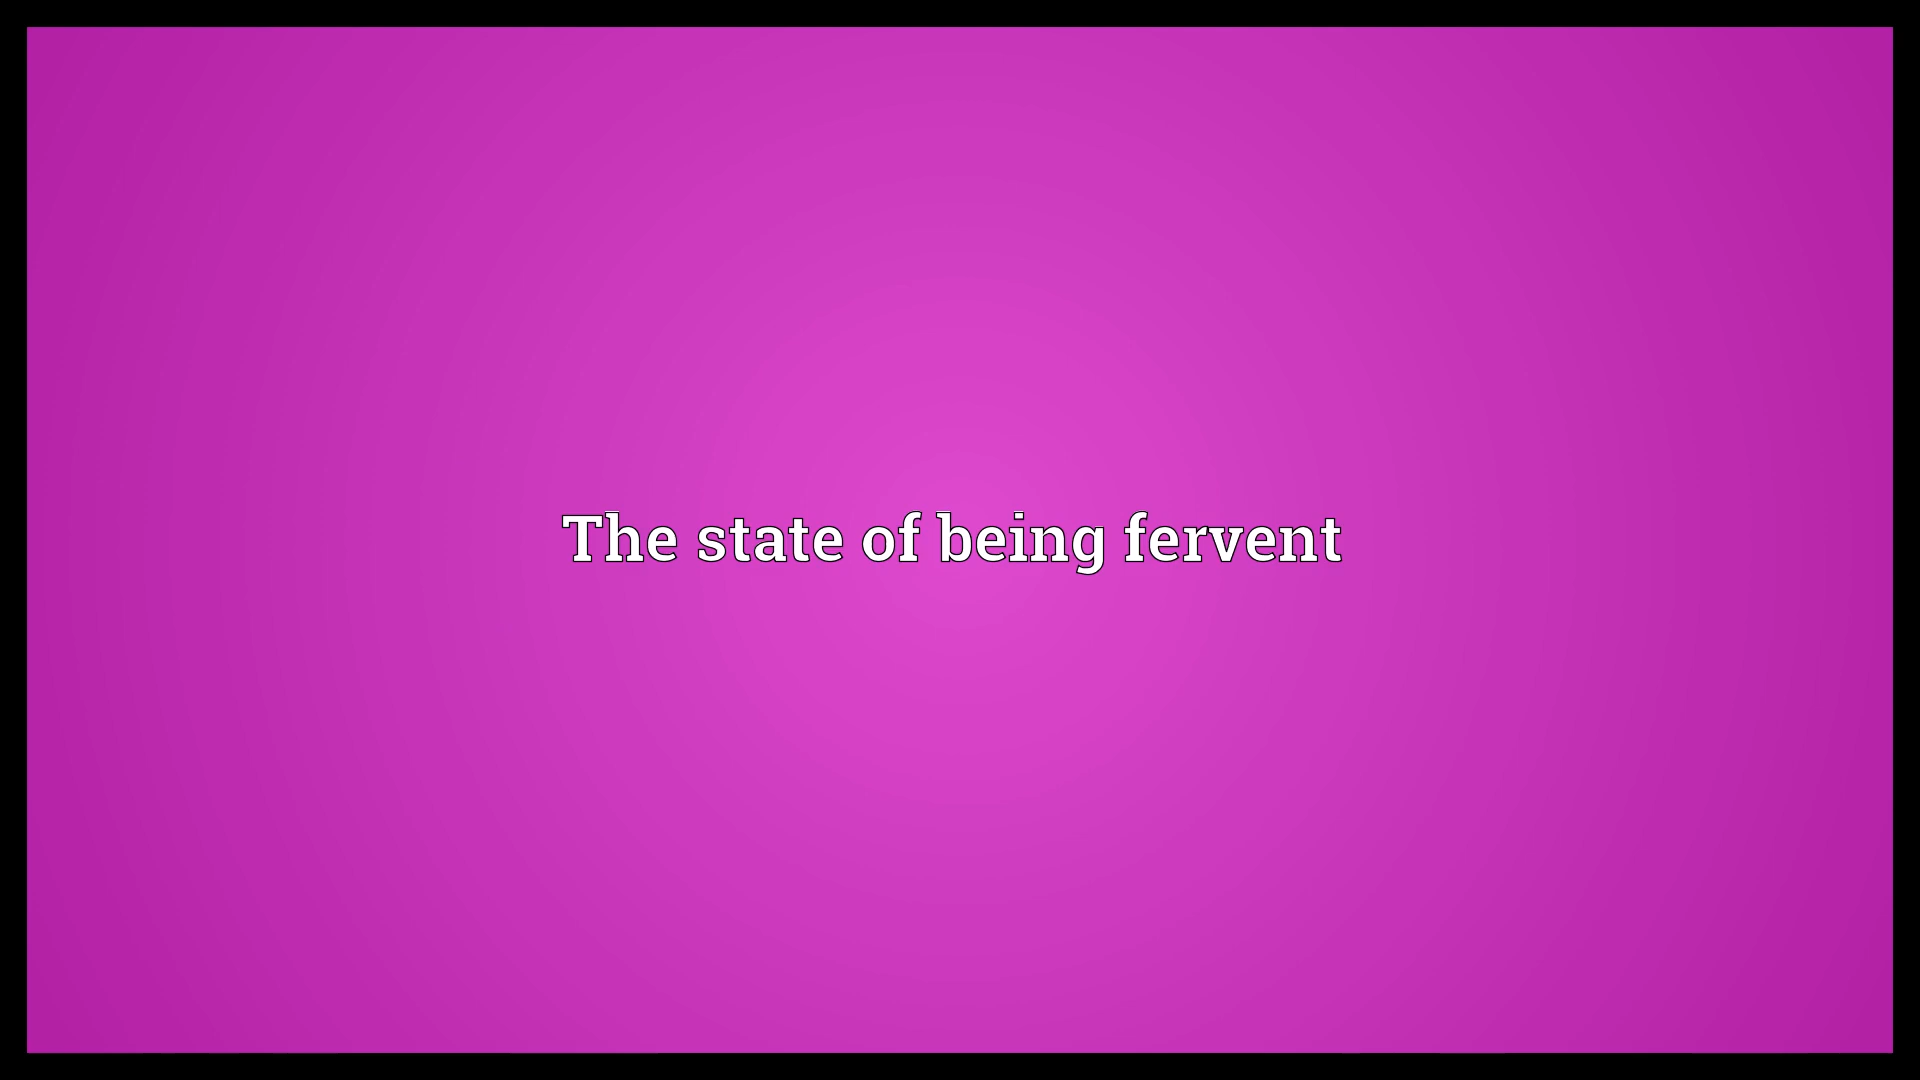 The state of being fervent